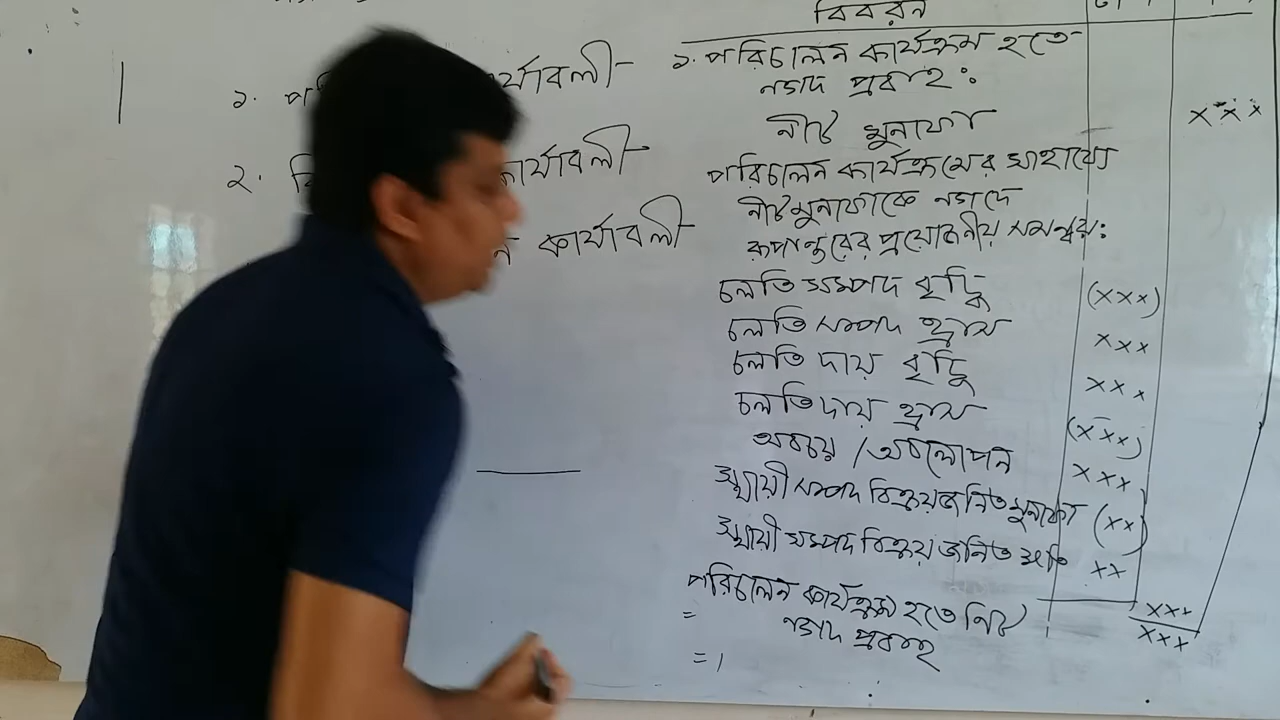 ১. কার্যাবলী
২. কার্যাবলী
কার্যাবলী
বিবরন
১. পরিচালন কার্যক্রম হতে
নগদ প্রবাহ:
নীট মুনাফা xxx
পরিচালন কার্যক্রমের সাহায্যে
নীট মুনাফাকে নগদে
রূপান্তরের প্রয়োজনীয় সমন্বয়:
চলতি সম্পদ বৃদ্ধি (xxx)
চলতি সম্পদ হ্রাস xxx
চলতি দায় বৃদ্ধি xxx
চলতি দায় হ্রাস (xxx)
অবচয় / অবলোপন xxx
স্থায়ী সম্পদ বিক্রয়জনিত মুনাফা (xx)
স্থায়ী সম্পদ বিক্রয় জনিত ক্ষতি xx
xxx
পরিচালন কার্যক্রম হতে নিট
নগদ প্রবাহ xxx
=
=